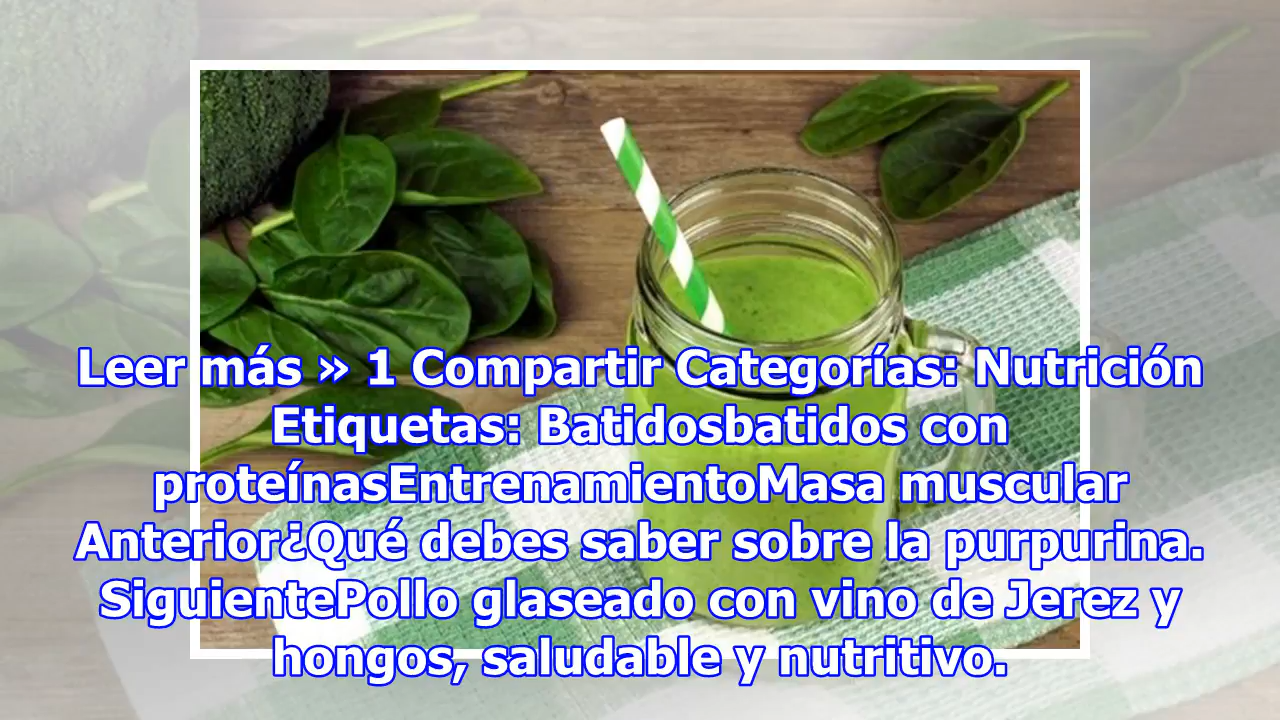 Leer más » 1 Compartir Categorías: Nutrición
Etiquetas: Batidosbatidos con
proteínasEntrenamientoMasa muscular
Anterior¿Qué debes saber sobre la purpurina.
SiguientePollo glaseado con vino de Jerez y
hongos, saludable y nutritivo.